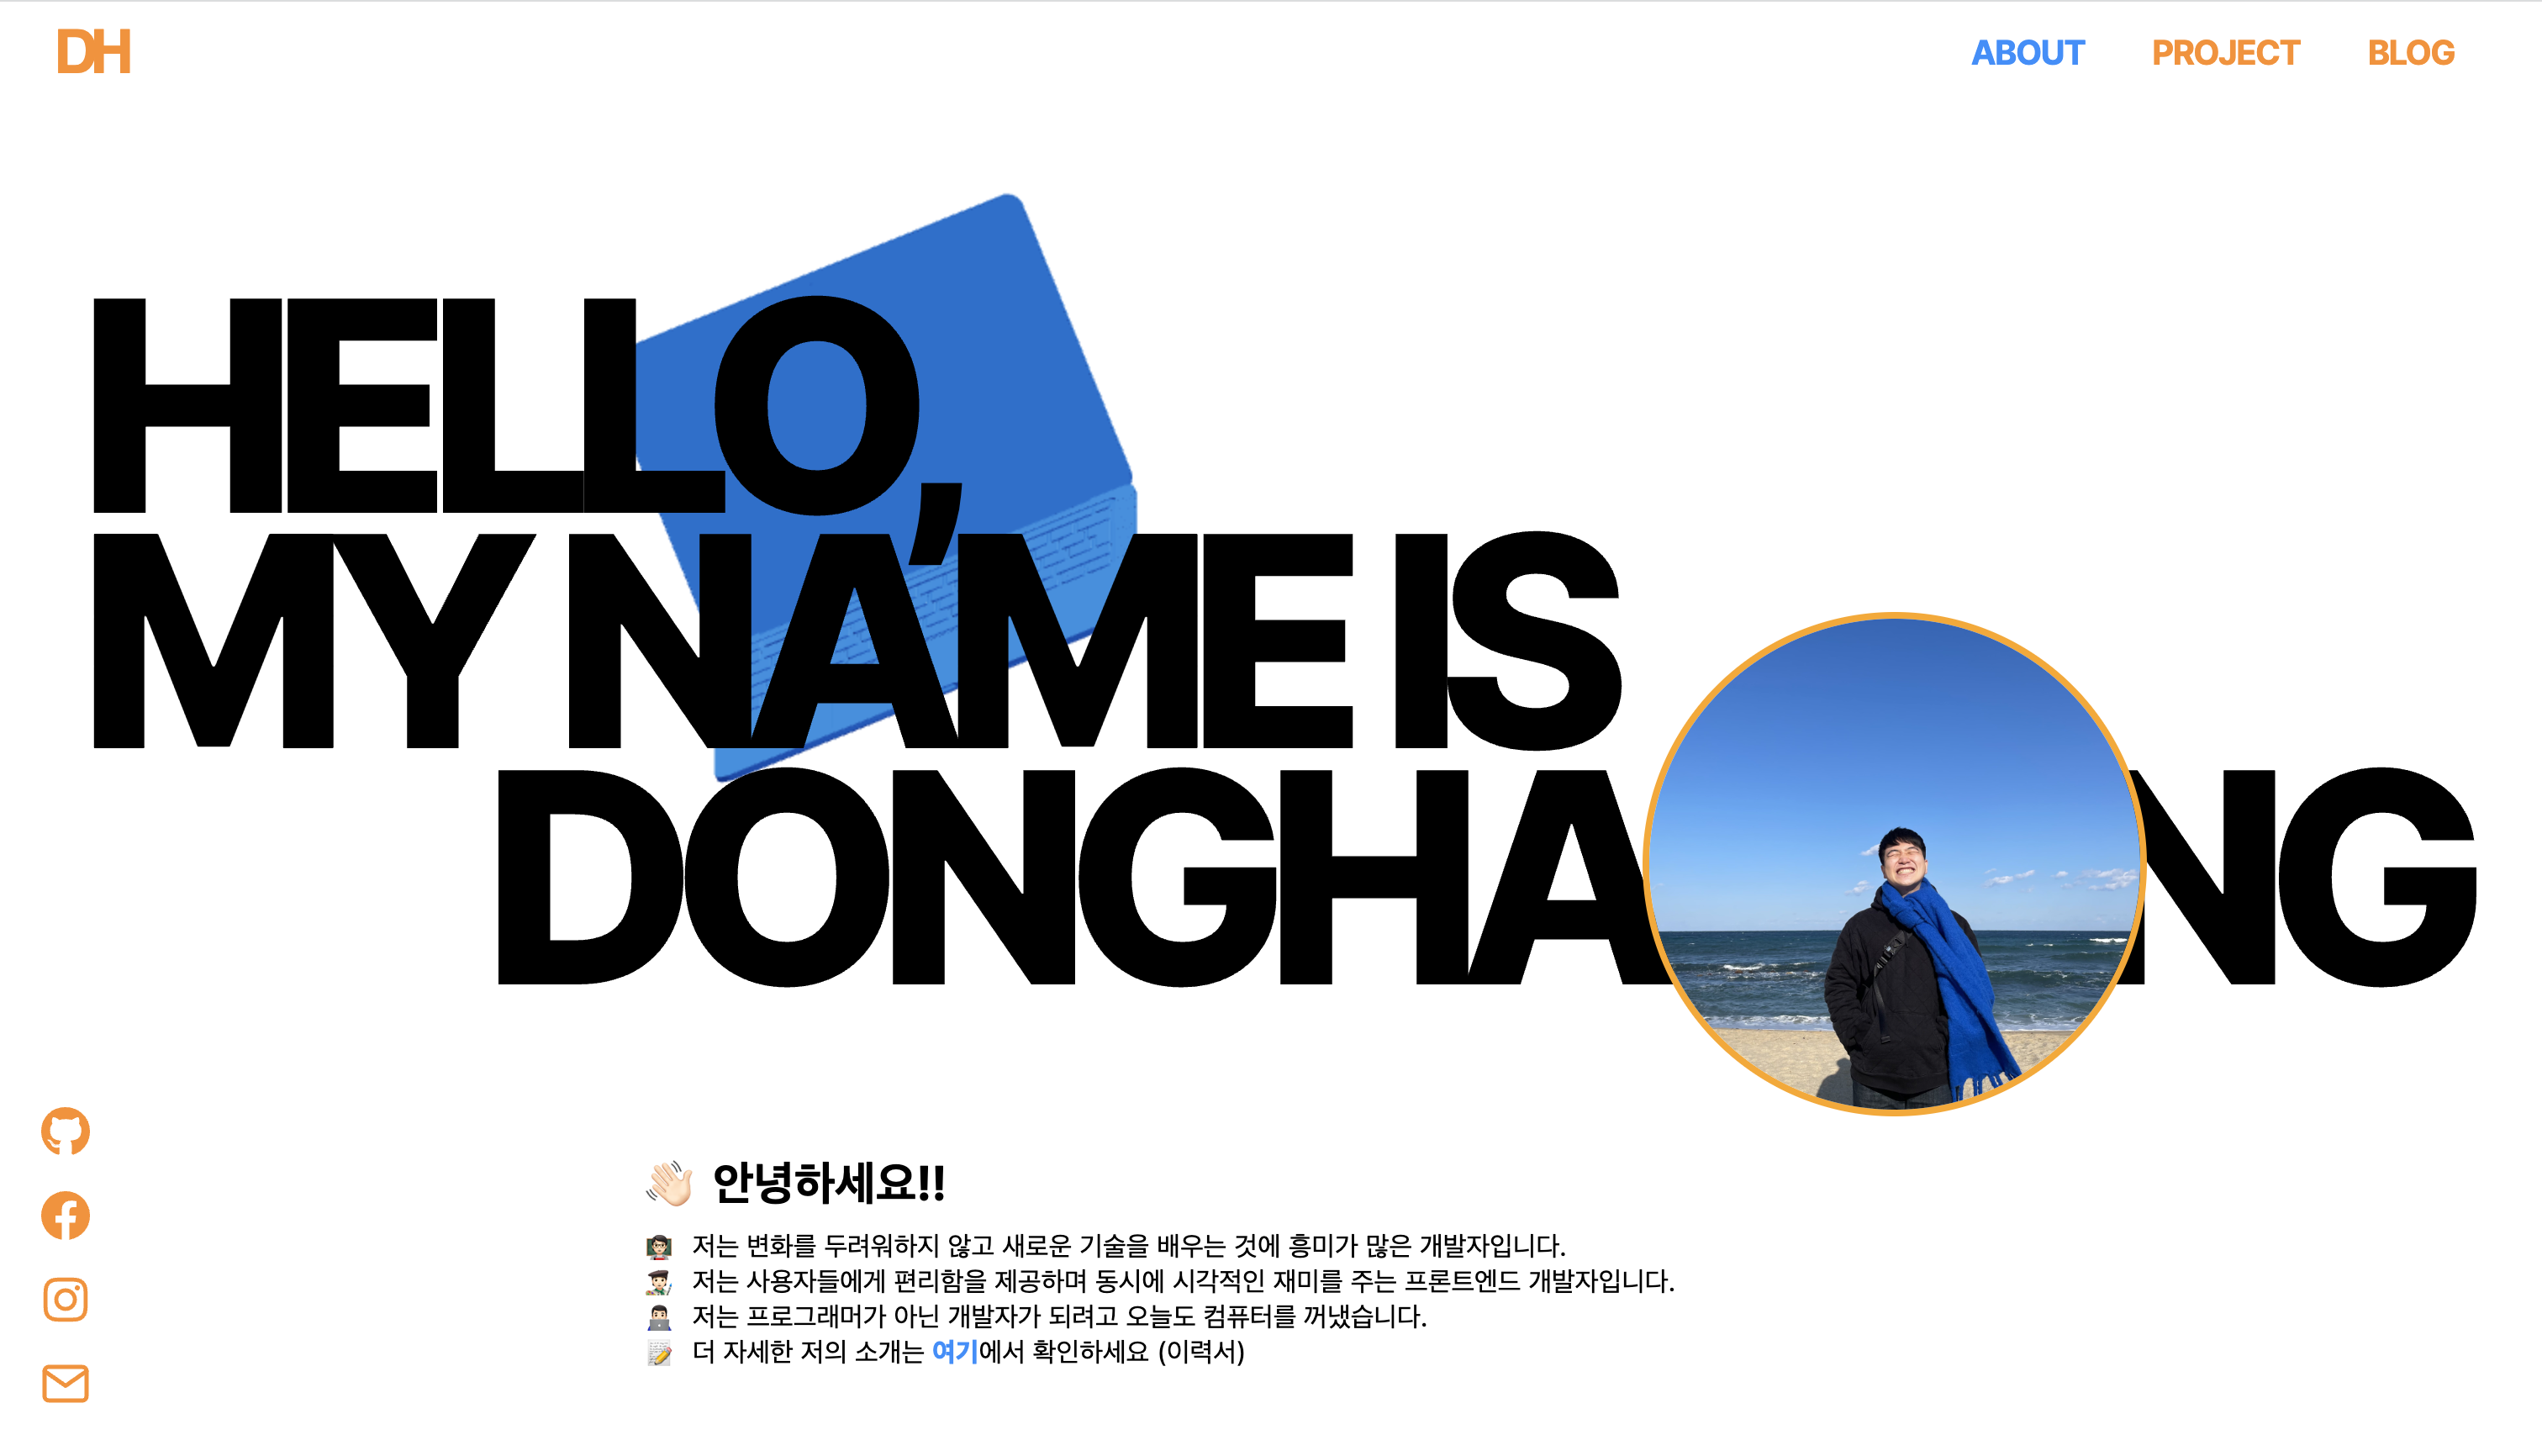 DH
ABOUT PROJECT BLOG
HELLO,
MY NAME IS
DONGHA NG
안녕하세요!!
저는 변화를 두려워하지 않고 새로운 기술을 배우는 것에 흥미가 많은 개발자입니다.
저는 사용자들에게 편리함을 제공하며 동시에 시각적인 재미를 주는 프론트엔드 개발자입니다.
저는 프로그래머가 아닌 개발자가 되려고 오늘도 컴퓨터를 꺼냈습니다.
더 자세한 저의 소개는 여기에서 확인하세요 (이력서)